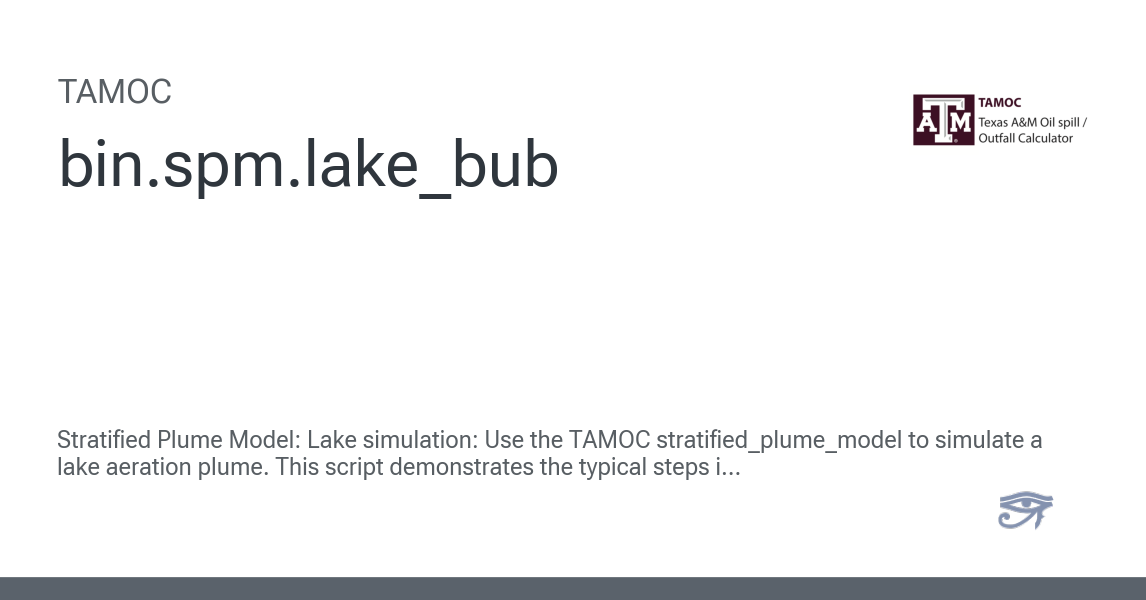 TAMOC
bin.spm.lake_bub
ATM
TAMOC
Texas A&M Oil spill /
Outfall Calculator
Stratified Plume Model: Lake simulation: Use the TAMOC stratified_plume_model to simulate a
lake aeration plume. This script demonstrates the typical steps i...